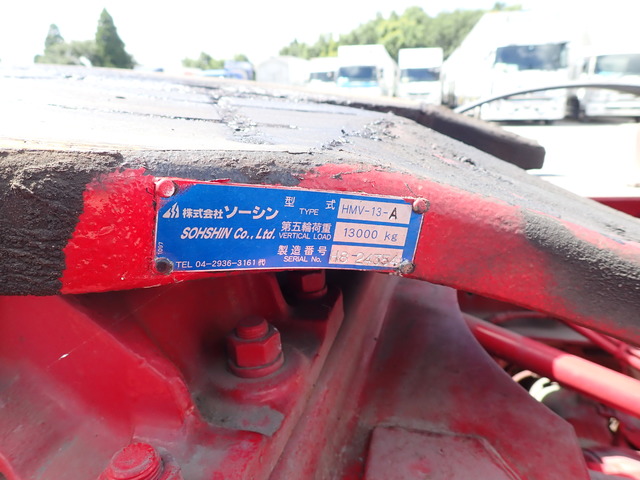 株式会社ソーシン
SOHSHIN Co., Ltd.
TEL 04-2936-3161㈹
型式 TYPE HMV-13-A
第五輪荷重 VERTICAL LOAD 13000 kg
製造番号 SERIAL No.